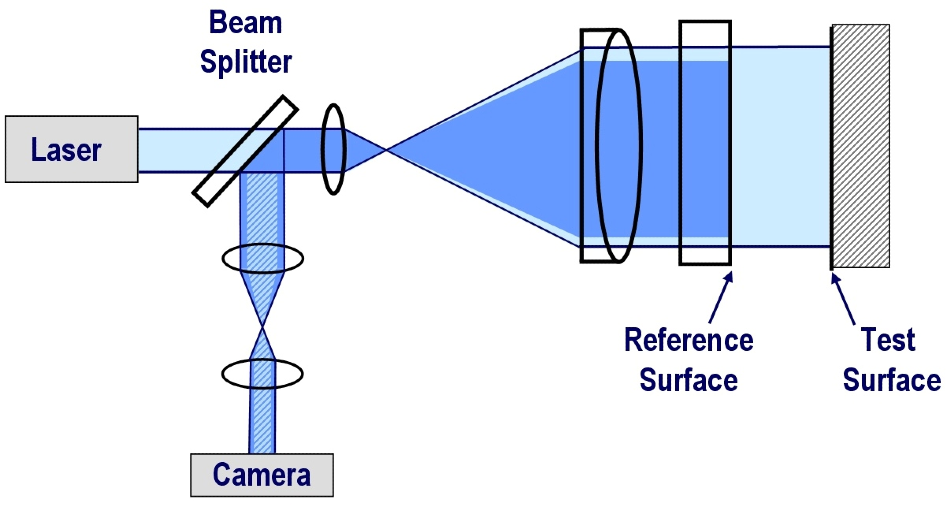 Beam
Splitter
Laser
Reference
Surface
Test
Surface
Camera